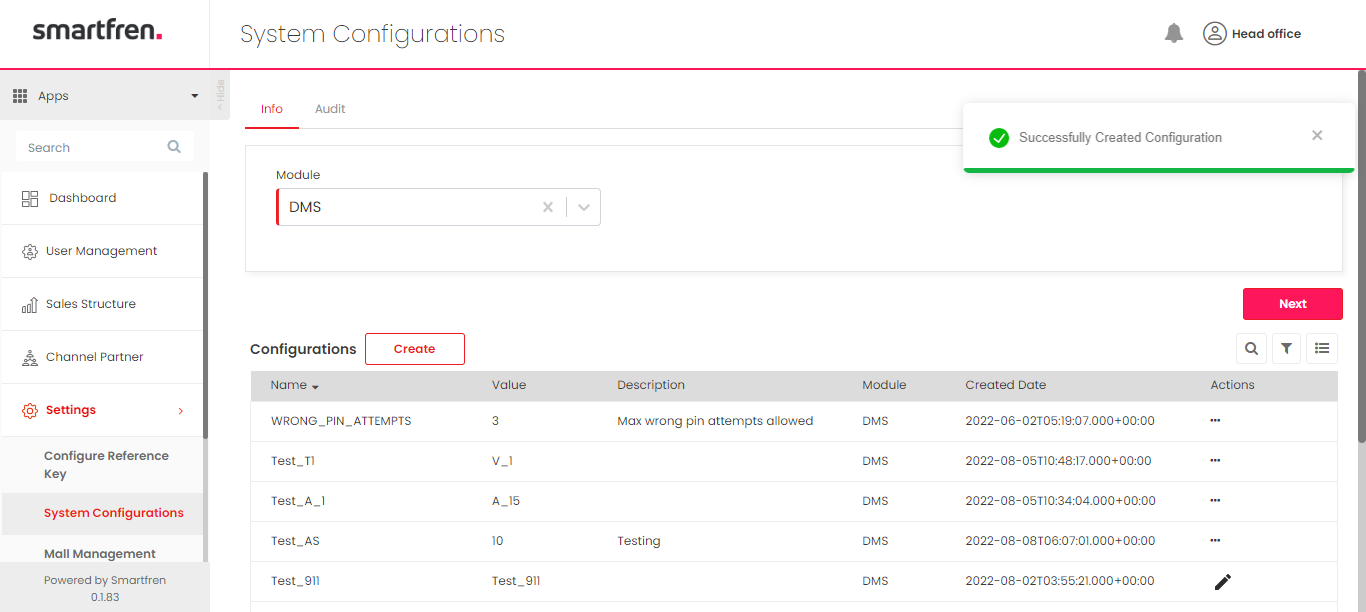 smartfren.
System Configurations
Head office
Apps
Hide
Info
Audit
Successfully Created Configuration
Search
Module
DMS
Dashboard
User Management
Sales Structure
Channel Partner
Settings
Configure Reference
Key
System Configurations
Mall Management
Powered by Smartfren
0.1.83
Next
Configurations
Create
Name Value Description Module Created Date Actions
WRONG_PIN_ATTEMPTS 3 Max wrong pin attempts allowed DMS 2022-06-02T05:19:07.000+00:00 ...
Test_T1 V_1 DMS 2022-08-05T10:48:17.000+00:00 ...
Test_A_1 A_15 DMS 2022-08-05T10:34:04.000+00:00 ...
Test_AS 10 Testing DMS 2022-08-08T06:07:01.000+00:00 ...
Test_911 Test_911 DMS 2022-08-02T03:55:21.000+00:00